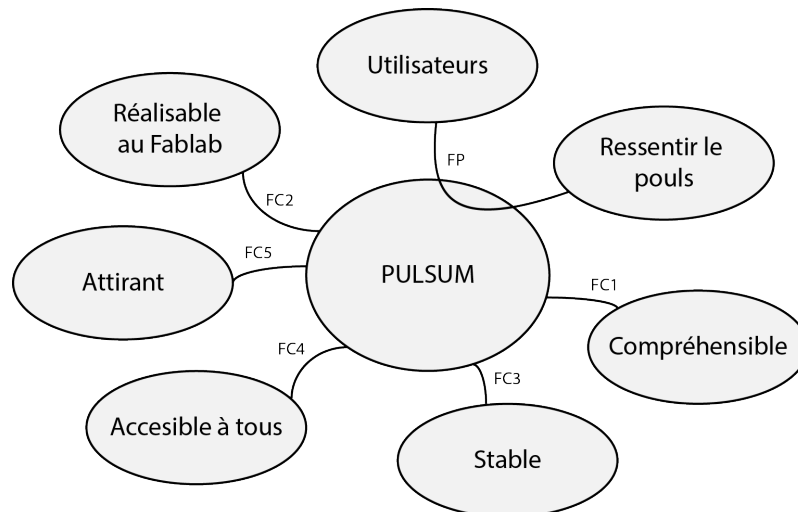 Utilisateurs
Réalisable
au Fablab
Ressentir le
pouls
FP
FC2
FC5
Attirant
PULSUM
FC1
Compréhensible
FC4
FC3
Accesible à tous
Stable